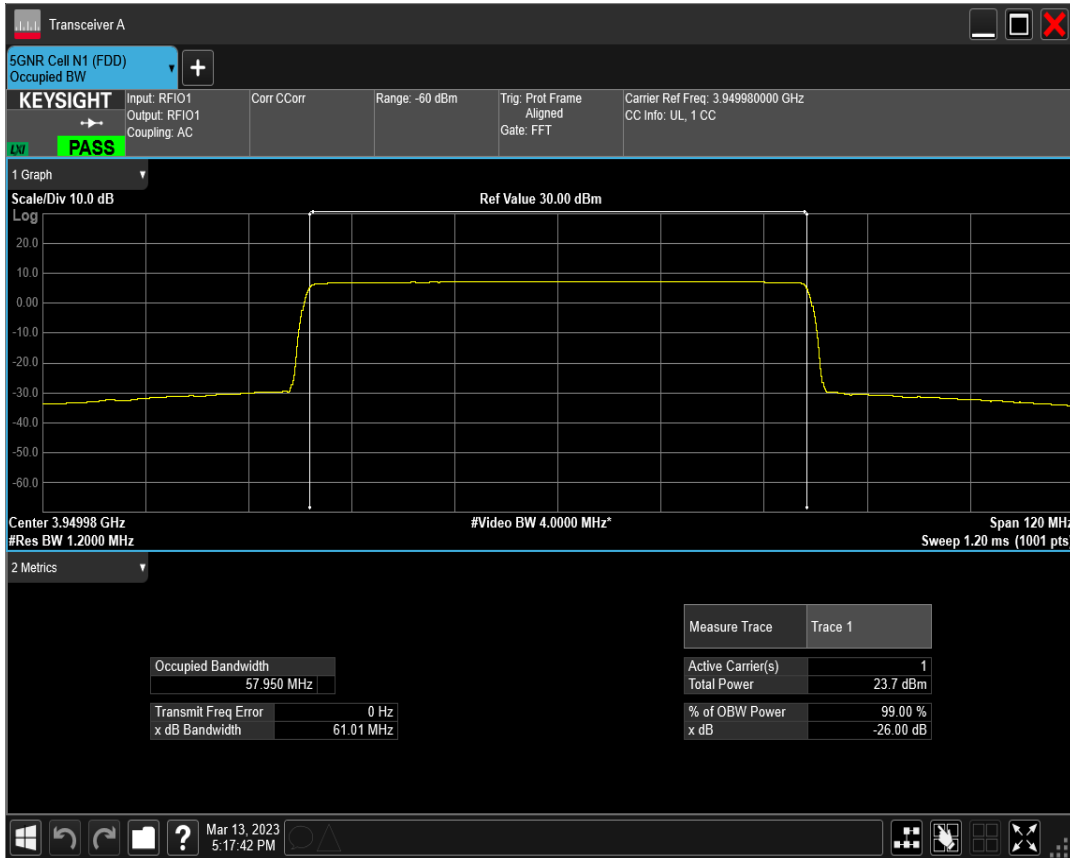 Transceiver A
5GNR Cell N1 (FDD)
Occupied BW
+
KEYSIGHT
LXI
PASS
Input: RFIO1
Output: RFIO1
Coupling: AC
Corr CCorr
Range: -60 dBm
Trig: Prot Frame
Aligned
Gate: FFT
Carrier Ref Freq: 3.949980000 GHz
CC Info: UL, 1 CC
1 Graph
Scale/Div 10.0 dB
Ref Value 30.00 dBm
Log
20.0
10.0
0.00
-10.0
-20.0
-30.0
-40.0
-50.0
-60.0
Center 3.94998 GHz
#Video BW 4.0000 MHz*
Span 120 MHz
#Res BW 1.2000 MHz
Sweep 1.20 ms (1001 pts)
2 Metrics
Measure Trace Trace 1
Occupied Bandwidth
57.950 MHz
Active Carrier(s) 1
Total Power 23.7 dBm
Transmit Freq Error 0 Hz
x dB Bandwidth 61.01 MHz
% of OBW Power 99.00 %
x dB -26.00 dB
?
Mar 13, 2023
5:17:42 PM